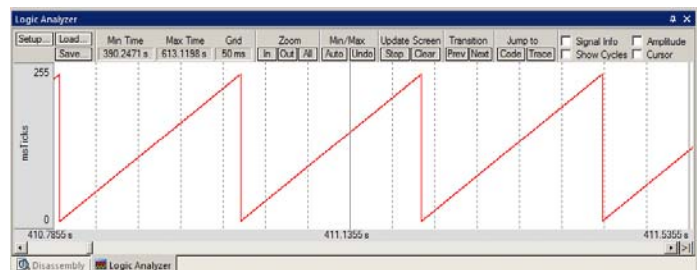 Logic Analyzer
Setup... Load... Min Time Max Time Grid Zoom Min/Max Update Screen Transition Jump to Signal Info Amplitude
Save... 390.2471 s 613.1198 s 50 ms In Out All Auto Undo Stop Clear Prev Next Code Trace Show Cycles Cursor
255
msTicks
0
410.7855 s 411.1355 s 411.5355 s
Disassembly Logic Analyzer